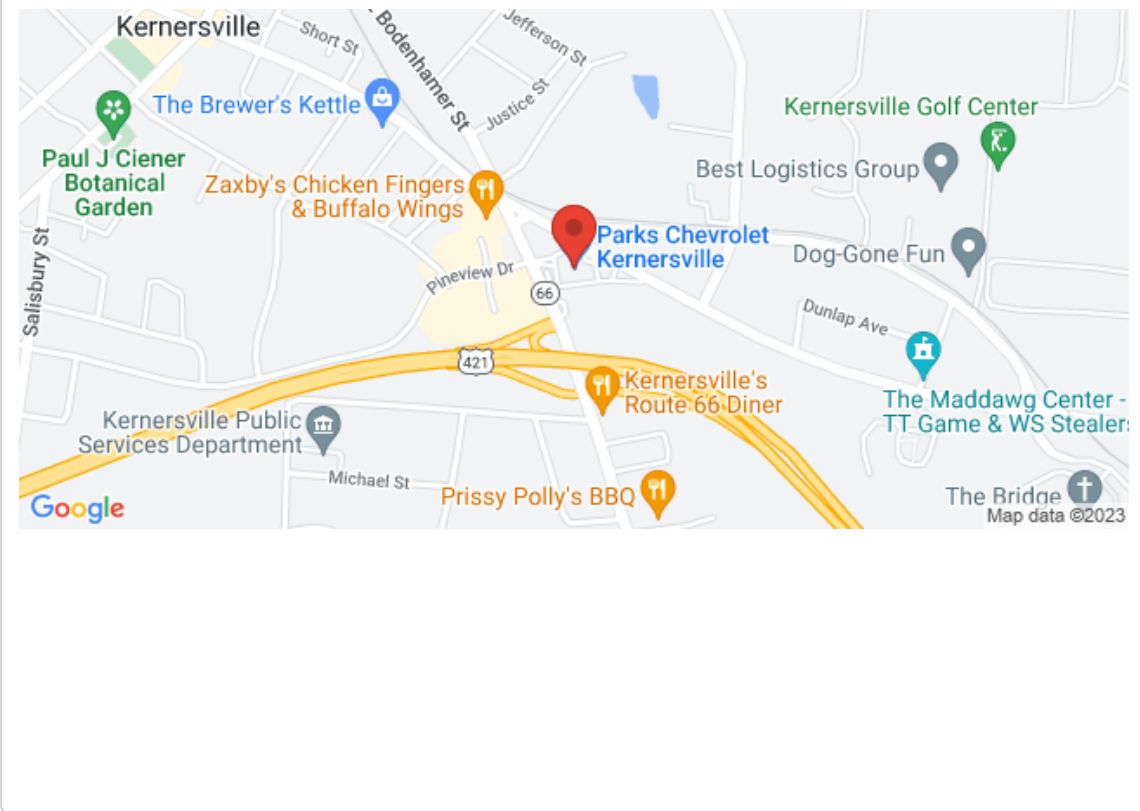 Kernersville
Short St
Bodenhamer St
Jefferson St
Justice St
The Brewer's Kettle
Kernersville Golf Center
Paul J Ciener
Botanical
Garden
Best Logistics Group
Zaxby's Chicken Fingers
& Buffalo Wings
Salisbury St
Parks Chevrolet
Kernersville
Dog-Gone Fun
Pineview Dr
66
Dunlap Ave
421
Kernersville's
Route 66 Diner
The Maddawg Center -
TT Game & WS Stealers
Kernersville Public
Services Department
Michael St
Prissy Polly's BBQ
The Bridge
Google
Map data ©2023